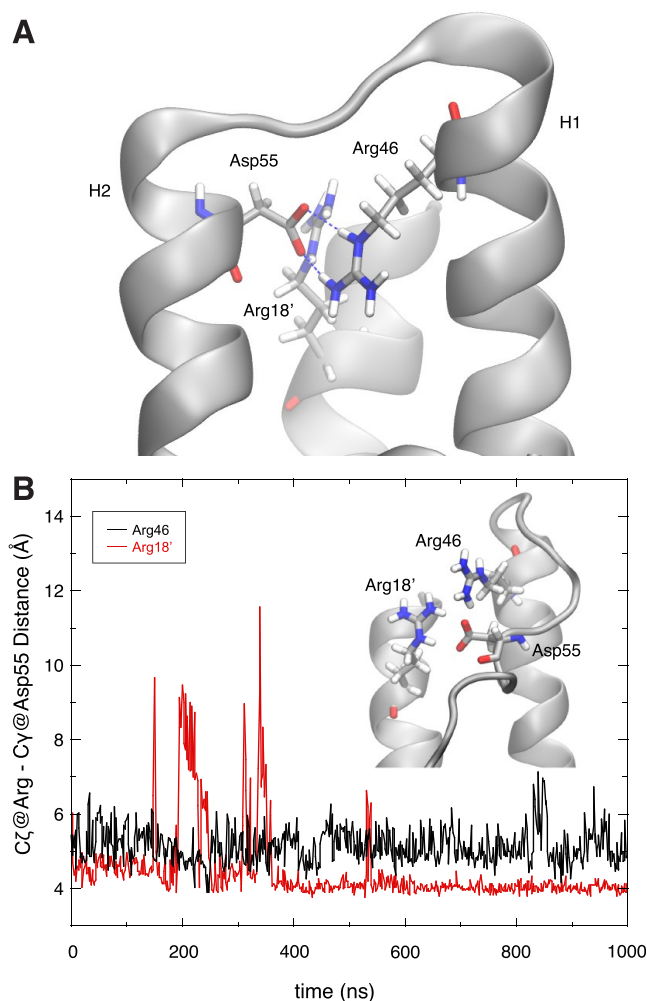 A
H1
Arg46
Asp55
H2
Arg18’
B
Cζ@Arg - Cγ@Asp55 Distance (Å)
14
12
10
8
6
4
Arg46
Arg18’
Arg46
Arg18’
Asp55
0
200
400
600
800
1000
time (ns)